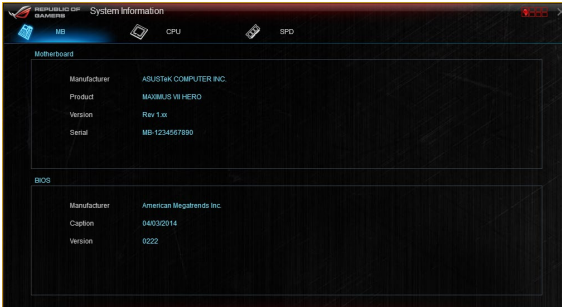 REPUBLIC OF GAMERS System Information
MB CPU SPD
Motherboard
Manufacturer ASUSTeK COMPUTER INC.
Product MAXIMUS VII HERO
Version Rev 1.xx
Serial MB-1234567890
BIOS
Manufacturer American Megatrends Inc.
Caption 04/03/2014
Version 0222